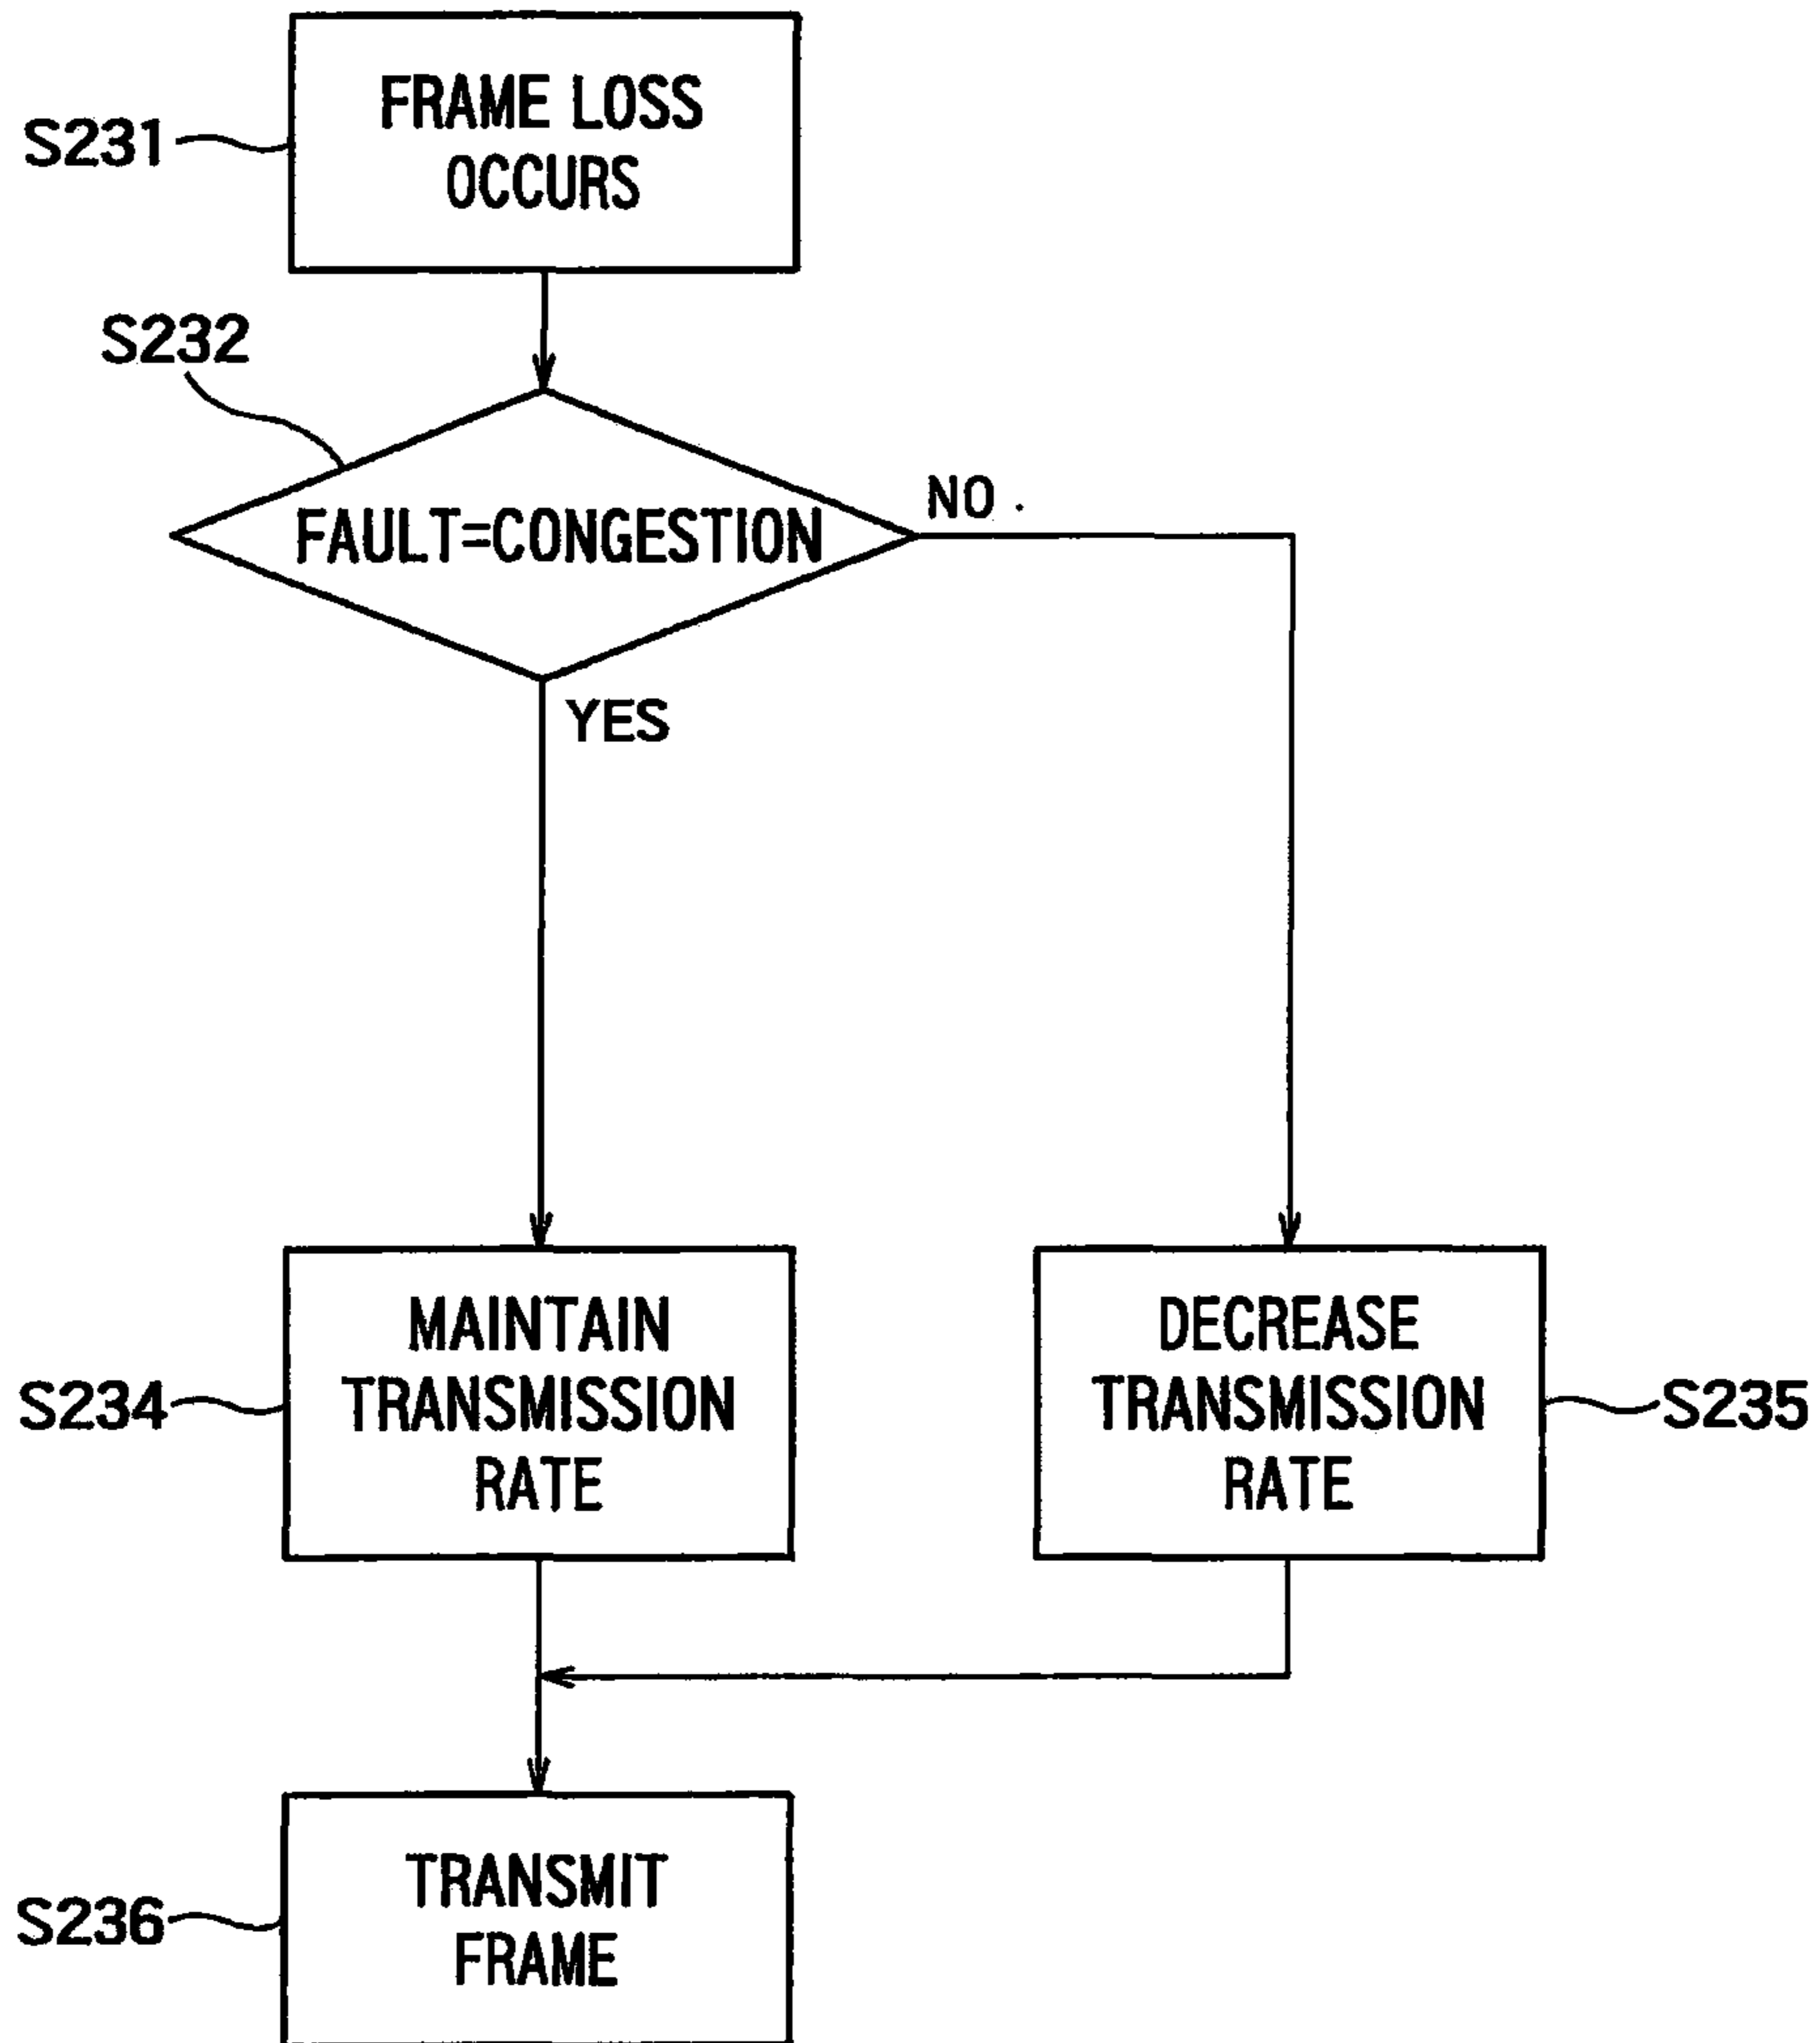 S231
FRAME LOSS
OCCURS
S232
FAULT=CONGESTION
NO
YES
S234
MAINTAIN
TRANSMISSION
RATE
DECREASE
TRANSMISSION
RATE
S235
S236
TRANSMIT
FRAME